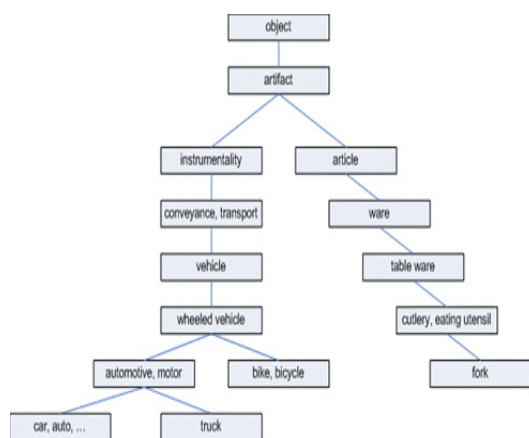 object
artifact
instrumentality
article
conveyance, transport
ware
vehicle
table ware
wheeled vehicle
cutlery, eating utensil
automotive, motor
bike, bicycle
fork
car, auto, ...
truck